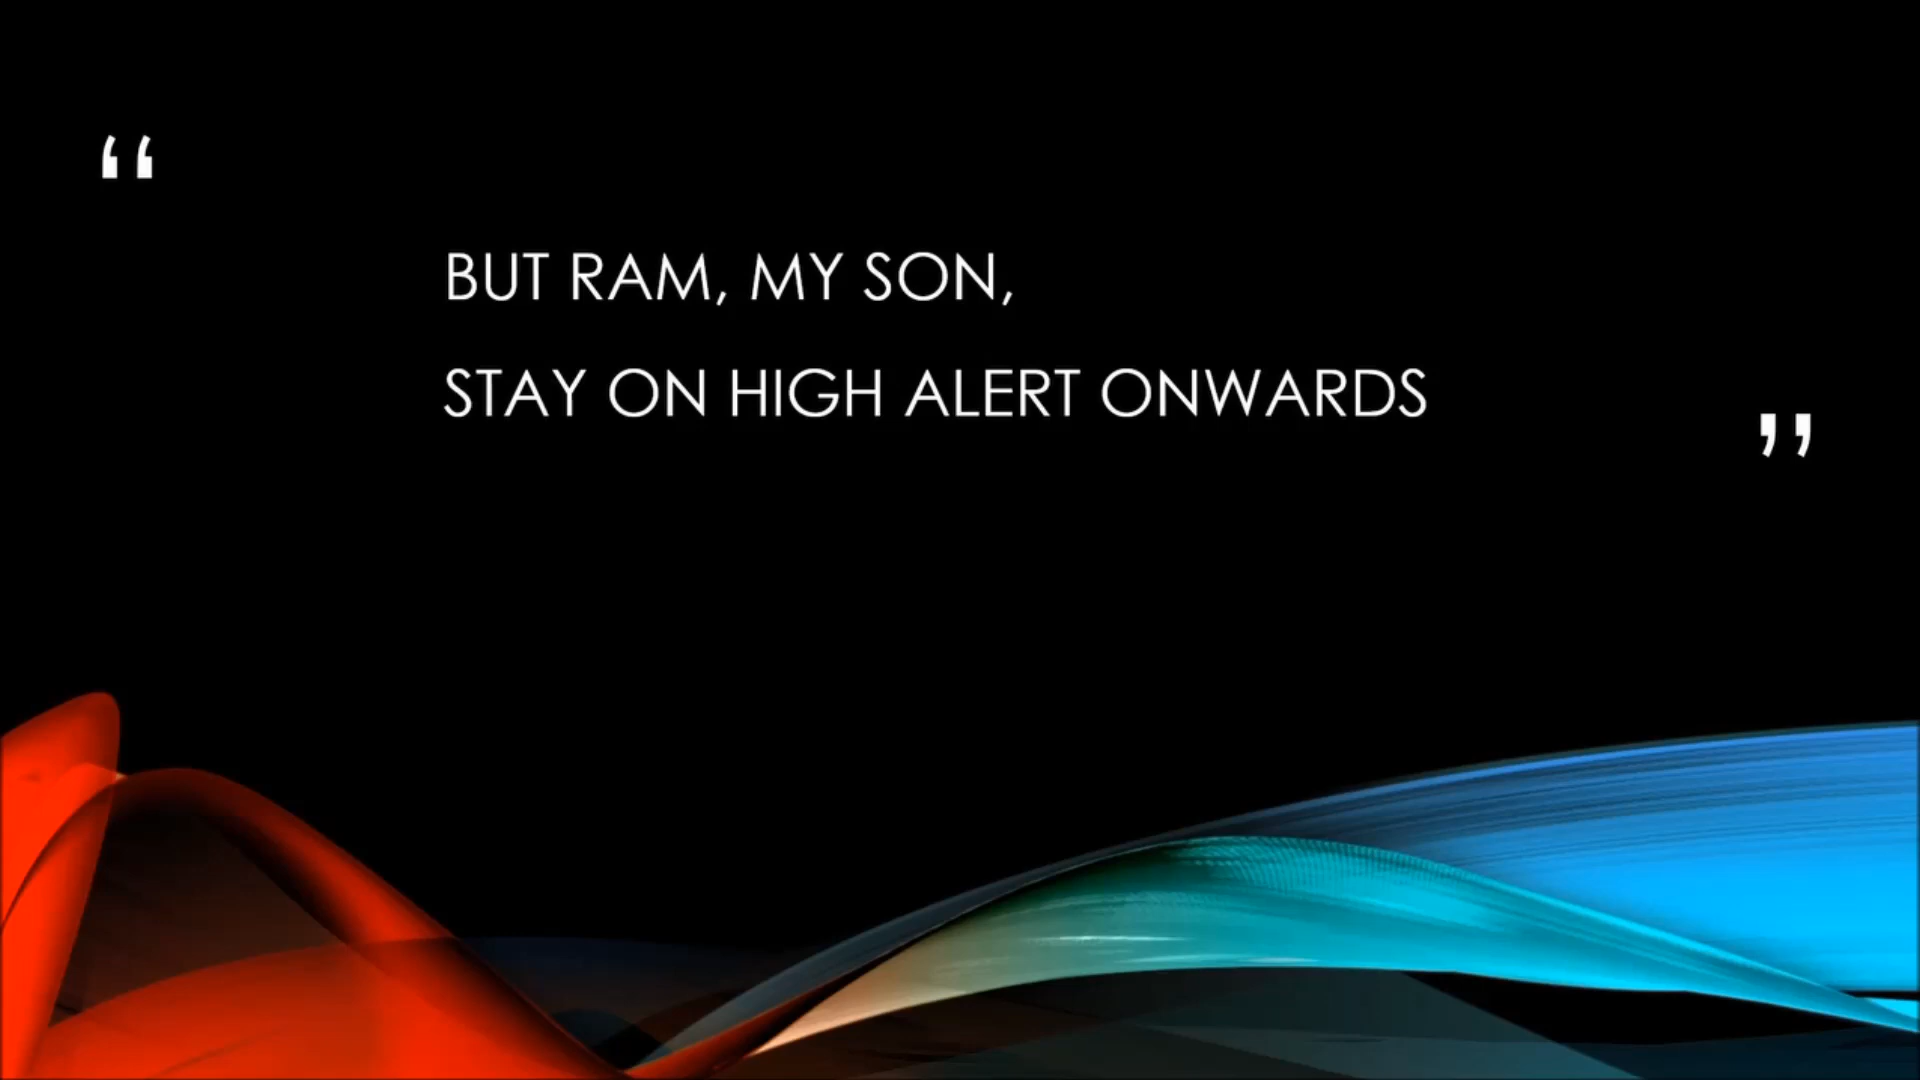 “
BUT RAM, MY SON,
STAY ON HIGH ALERT ONWARDS
”